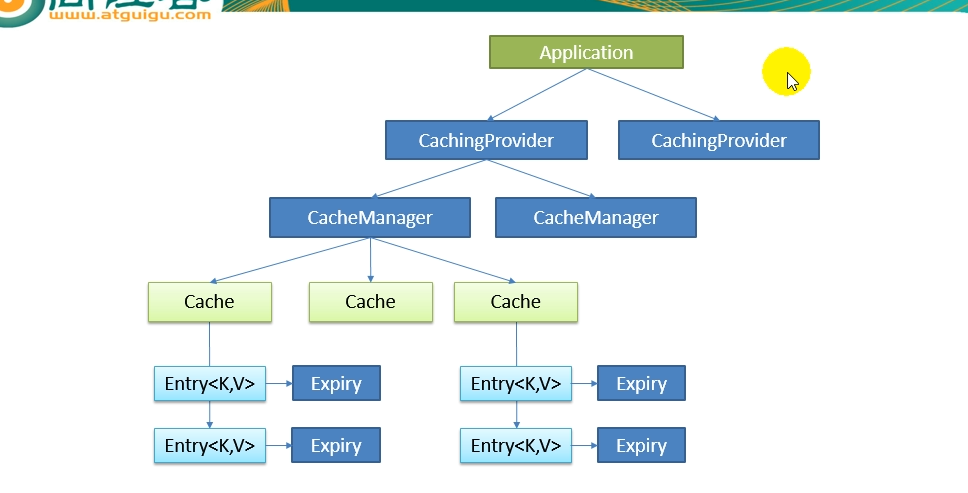 www.atguigu.com
Application
CachingProvider
CachingProvider
CacheManager
CacheManager
Cache
Cache
Cache
Entry<K,V>
Expiry
Entry<K,V>
Expiry
Entry<K,V>
Expiry
Entry<K,V>
Expiry